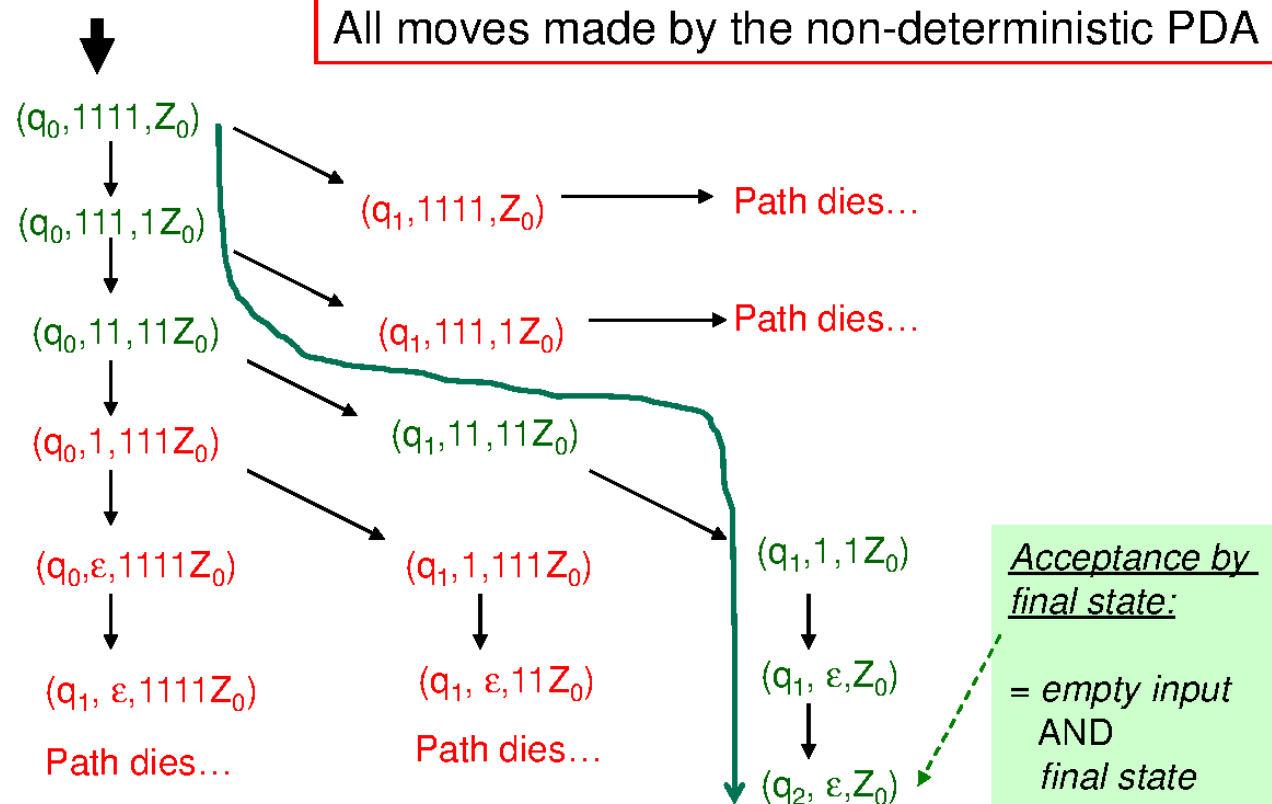 All moves made by the non-deterministic PDA
(q₀,1111,Z₀)
(q₁,1111,Z₀)
Path dies…
(q₀,111,1Z₀)
(q₁,111,1Z₀)
Path dies…
(q₀,11,11Z₀)
(q₁,11,11Z₀)
(q₀,1,111Z₀)
(q₀,ε,1111Z₀)
(q₁,1,111Z₀)
(q₁,1,1Z₀)
(q₁, ε,1111Z₀)
(q₁, ε,11Z₀)
(q₁, ε,Z₀)
Path dies…
Path dies…
(q₂, ε,Z₀)
Acceptance by
final state:
= empty input
AND
final state